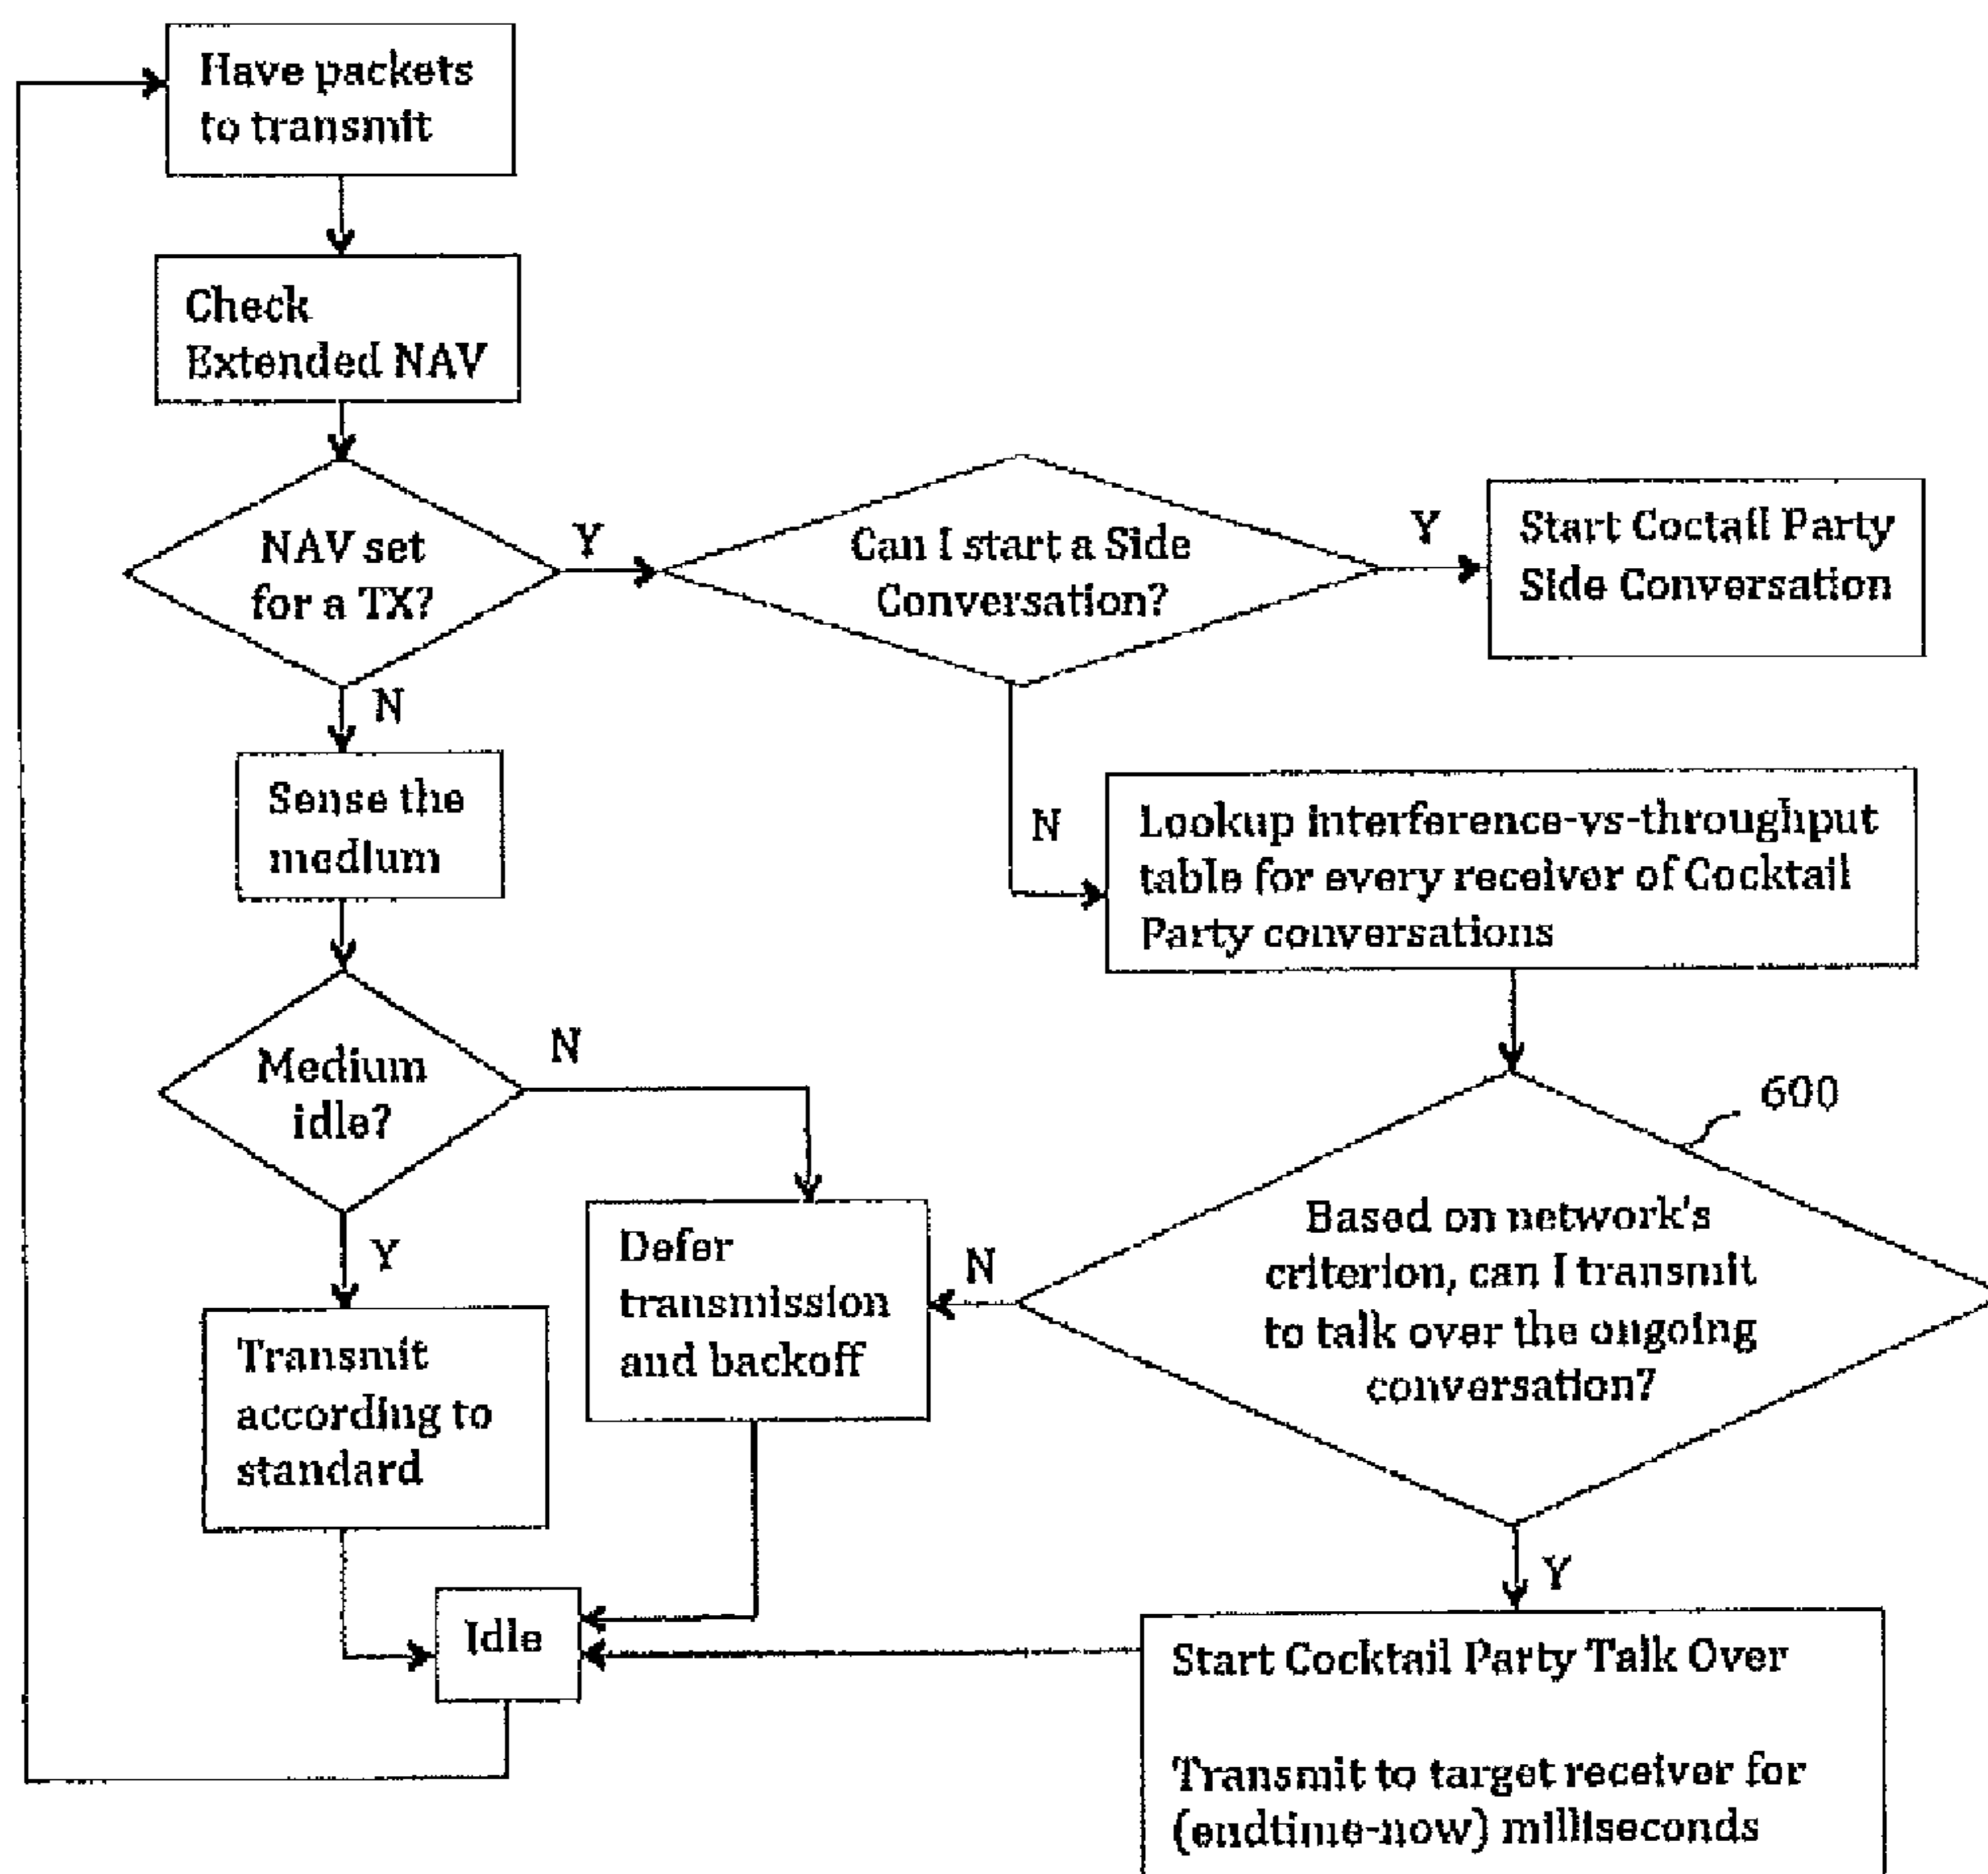 Have packets
to transmit
Check
Extended NAV
NAV set
for a TX?
Y
Can I start a Side
Conversation?
Y
Start Coctail Party
Side Conversation
N
Sense the
medium
N
Lookup interference-vs-throughput
table for every receiver of Cocktail
Party conversations
Medium
idle?
N
600
Based on network's
criterion, can I transmit
to talk over the ongoing
conversation?
N
Defer
transmission
and backoff
Y
Transmit
according to
standard
Y
Idle
Start Cocktail Party Talk Over
Transmit to target receiver for
(endtime-now) milliseconds